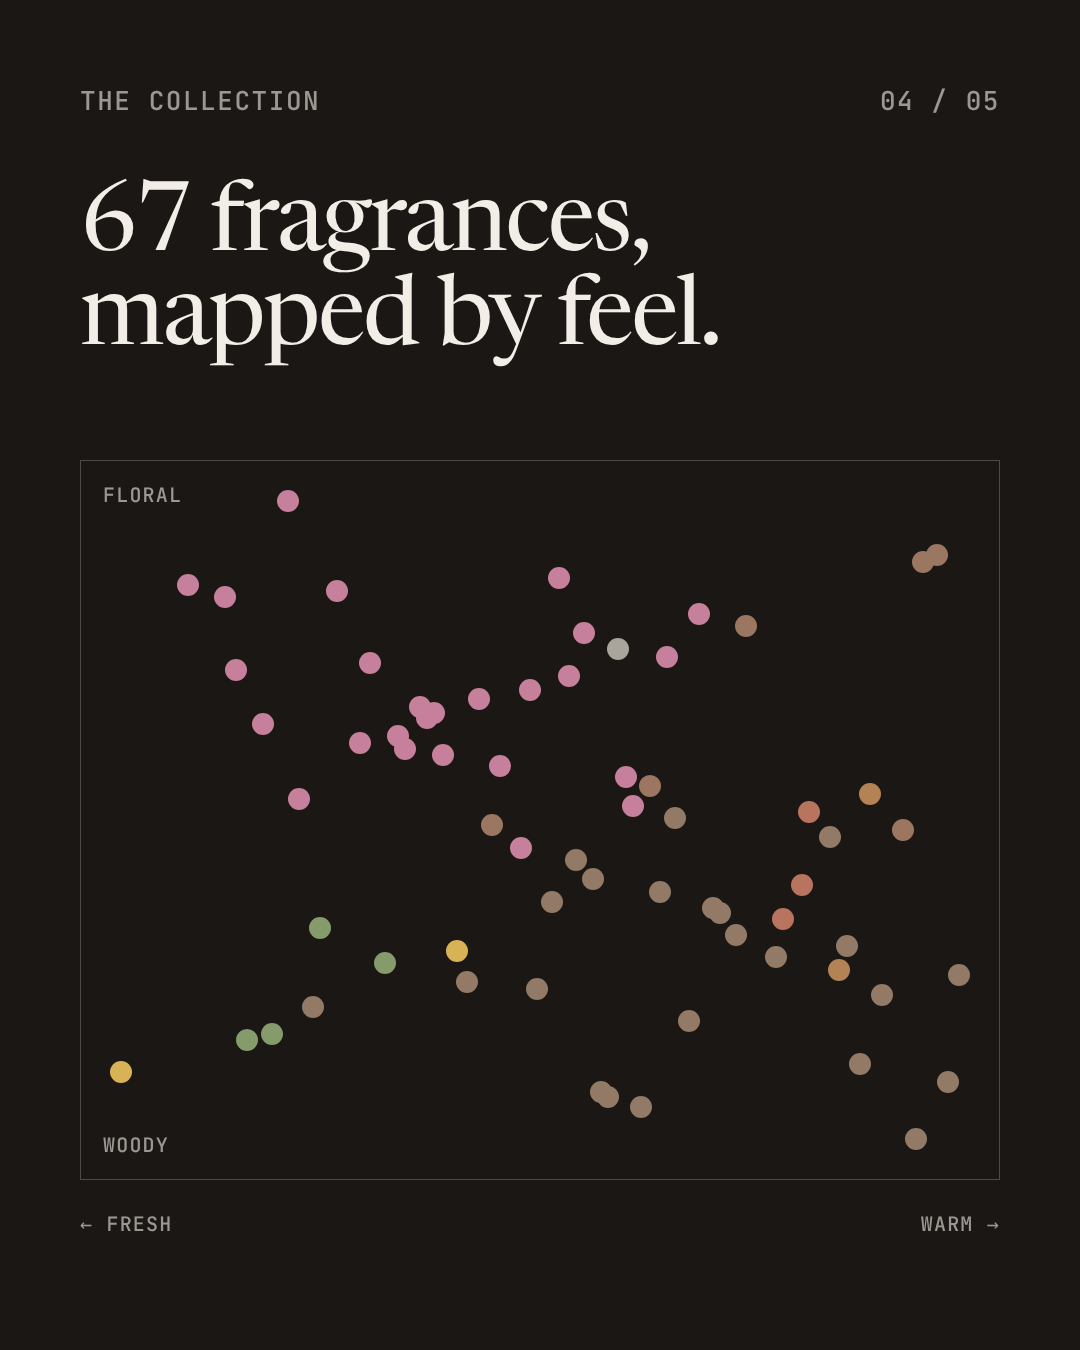 THE COLLECTION
04 / 05
67 fragrances,
mapped by feel.
FLORAL
WOODY
← FRESH
WARM →